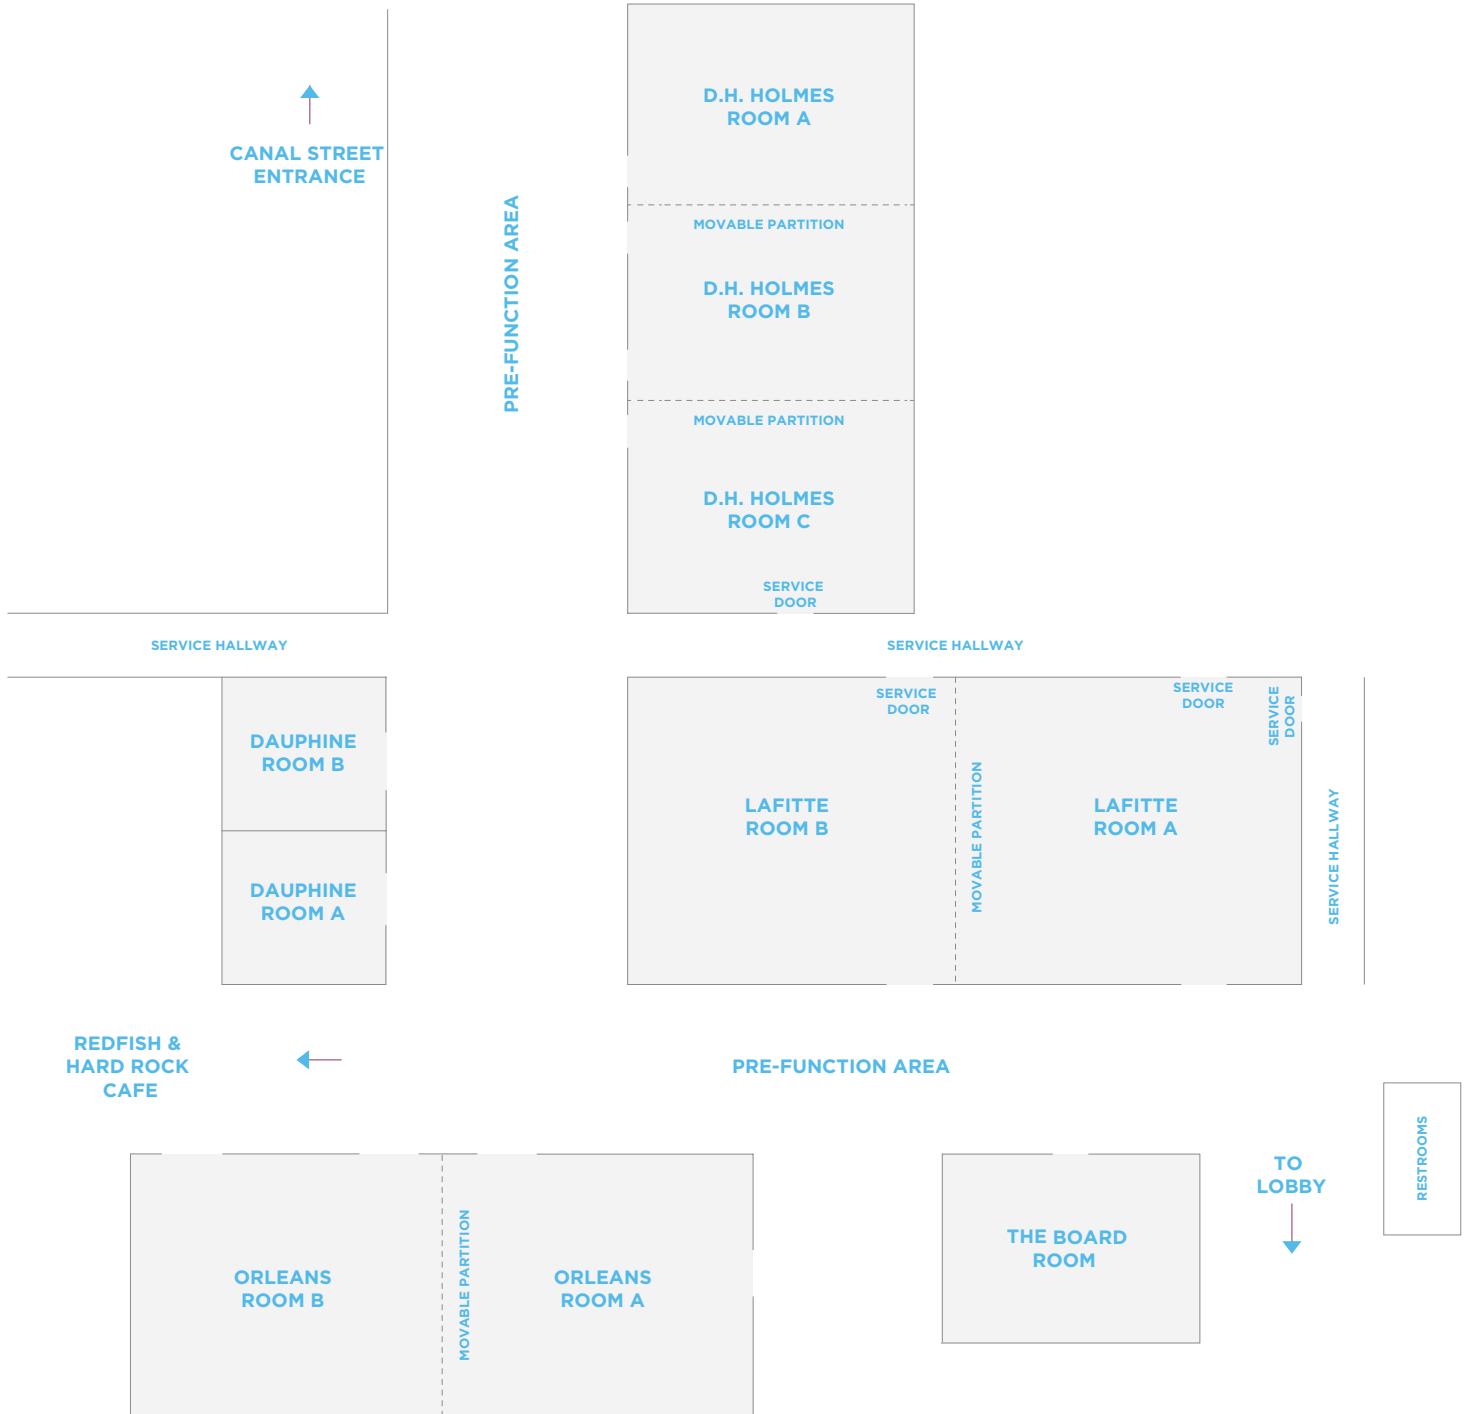 D.H. HOLMES
ROOM A
CANAL STREET
ENTRANCE
PRE-FUNCTION AREA
MOVABLE PARTITION
D.H. HOLMES
ROOM B
MOVABLE PARTITION
D.H. HOLMES
ROOM C
SERVICE
DOOR
SERVICE HALLWAY
SERVICE HALLWAY
DAUPHINE
ROOM B
DAUPHINE
ROOM A
SERVICE
DOOR
LAFITTE
ROOM B
MOVABLE PARTITION
SERVICE
DOOR
SERVICE
DOOR
LAFITTE
ROOM A
SERVICE HALLWAY
REDFISH &
HARD ROCK
CAFE
PRE-FUNCTION AREA
ORLEANS
ROOM B
MOVABLE PARTITION
ORLEANS
ROOM A
THE BOARD
ROOM
TO
LOBBY
RESTROOMS